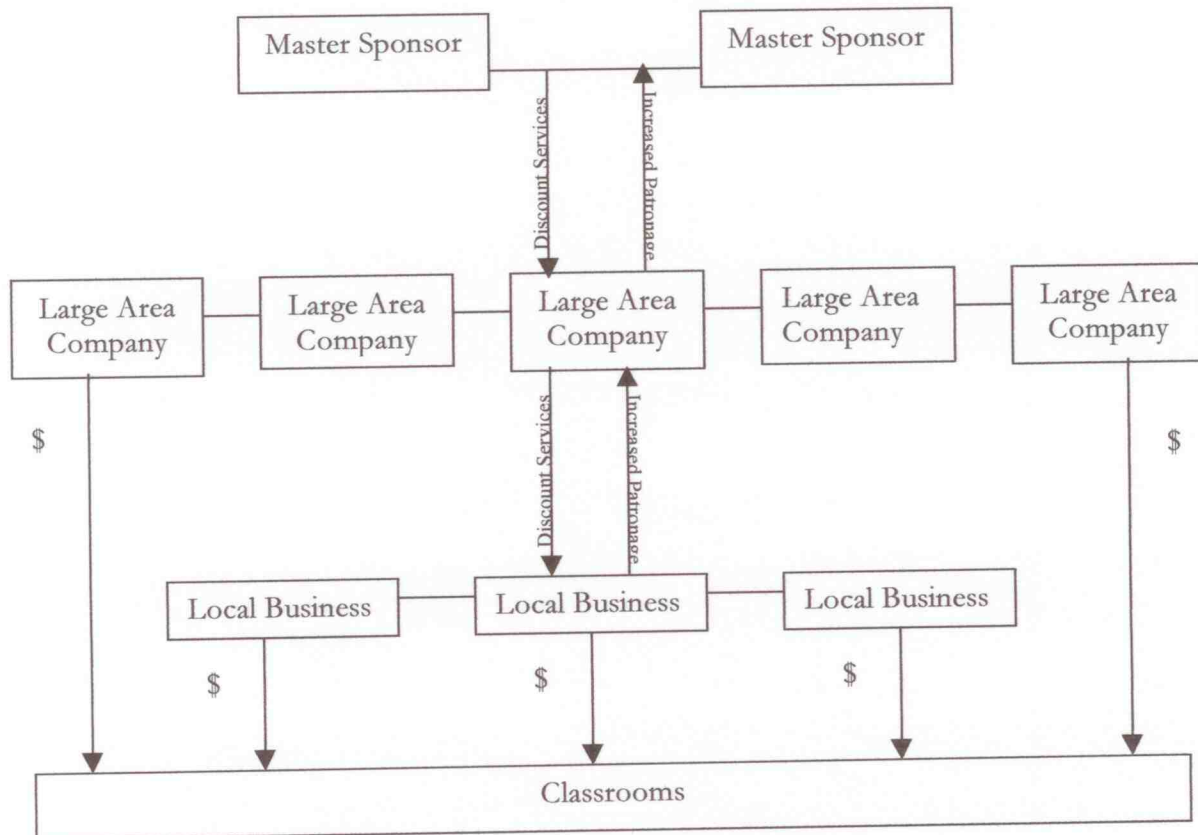 Master Sponsor
Master Sponsor
Discount Services
Increased Patronage
Large Area
Company
Large Area
Company
Large Area
Company
Large Area
Company
Large Area
Company
$
Discount Services
Increased Patronage
$
Local Business
Local Business
Local Business
$
$
$
Classrooms